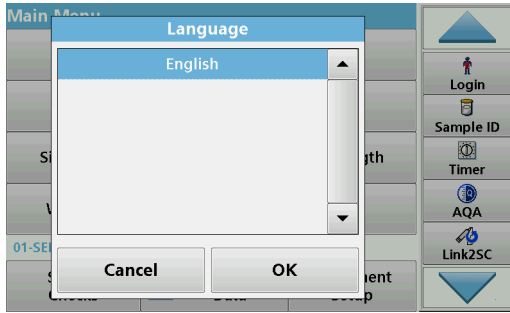 Main Menu
Language
English
Login
Sample ID
Timer
AQA
Link2SC
01-SE
Cancel
OK